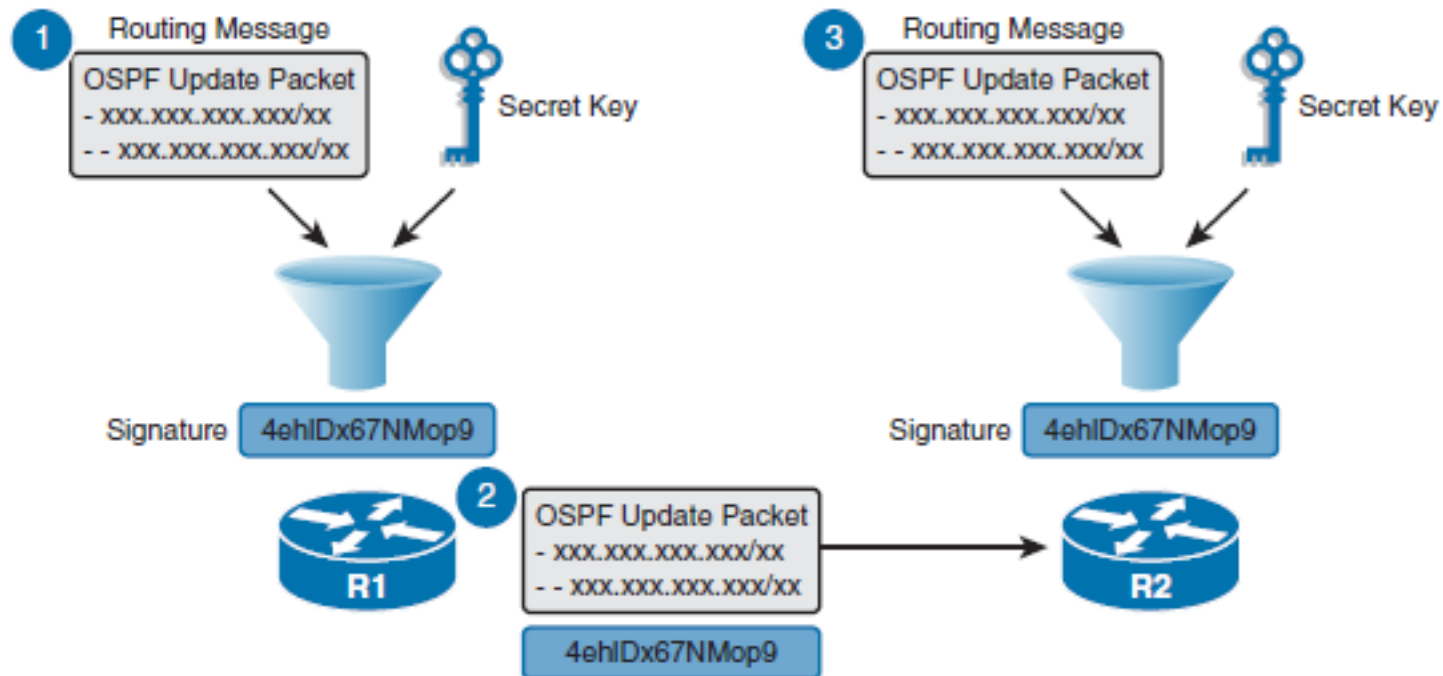 1
Routing Message
OSPF Update Packet
- xxx.xxx.xxx.xxx/xx
- - xxx.xxx.xxx.xxx/xx
Secret Key
Signature
4ehIDx67NMop9
R1
2
OSPF Update Packet
- xxx.xxx.xxx.xxx/xx
- - xxx.xxx.xxx.xxx/xx
4ehIDx67NMop9
3
Routing Message
OSPF Update Packet
- xxx.xxx.xxx.xxx/xx
- - xxx.xxx.xxx.xxx/xx
Secret Key
Signature
4ehIDx67NMop9
R2